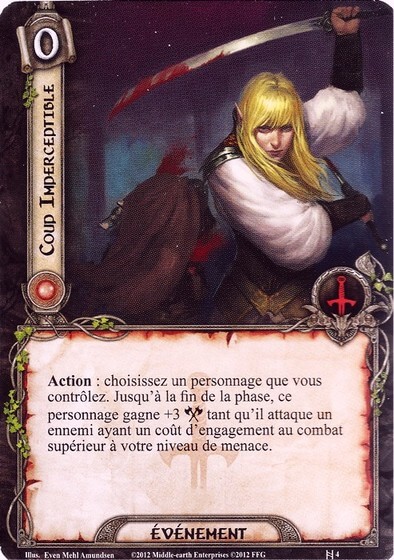 0
Coup Imperceptible
Action : choisissez un personnage que vous
contrôlez. Jusqu'à la fin de la phase, ce
personnage gagne +3 tant qu'il attaque un
ennemi ayant un coût d'engagement au combat
supérieur à votre niveau de menace.
ÉVÉNEMENT
Illus. Even Mehl Amundsen ©2012 Middle-earth Enterprises ©2012 FFG 4